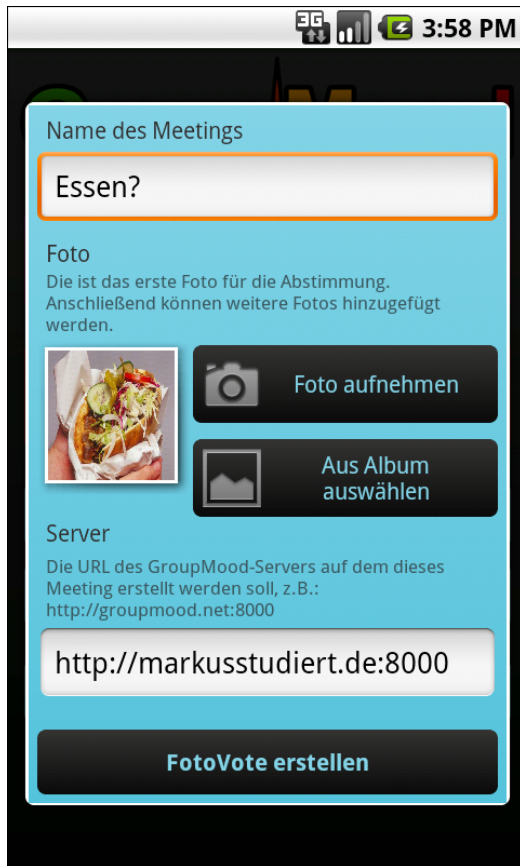 3G 3:58 PM
Name des Meetings
Essen?
Foto
Die ist das erste Foto für die Abstimmung.
Anschließend können weitere Fotos hinzugefügt
werden.
Foto aufnehmen
Aus Album
auswählen
Server
Die URL des GroupMood-Servers auf dem dieses
Meeting erstellt werden soll, z.B.:
http://groupmood.net:8000
http://markusstudiert.de:8000
FotoVote erstellen